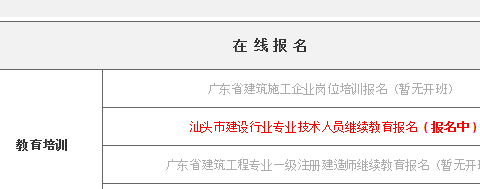 在 线 报 名
广东省建筑施工企业岗位培训报名（暂无开班）
汕头市建设行业专业技术人员继续教育报名（报名中）
教育培训
广东省建筑工程专业一级注册建造师继续教育报名（暂无开班